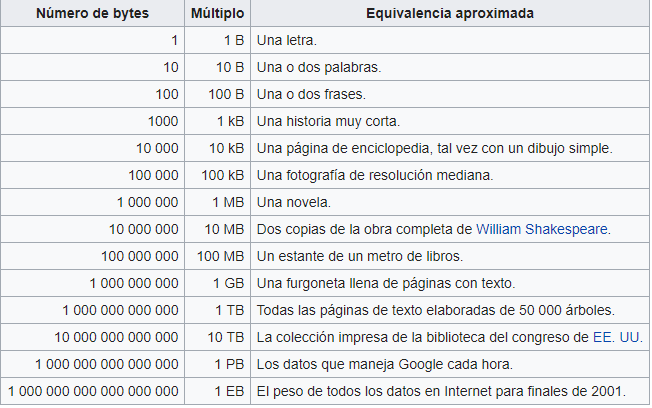 Número de bytes Múltiplo Equivalencia aproximada
1 1 B Una letra.
10 10 B Una o dos palabras.
100 100 B Una o dos frases.
1000 1 kB Una historia muy corta.
10 000 10 kB Una página de enciclopedia, tal vez con un dibujo simple.
100 000 100 kB Una fotografía de resolución mediana.
1 000 000 1 MB Una novela.
10 000 000 10 MB Dos copias de la obra completa de William Shakespeare.
100 000 000 100 MB Un estante de un metro de libros.
1 000 000 000 1 GB Una furgoneta llena de páginas con texto.
1 000 000 000 000 1 TB Todas las páginas de texto elaboradas de 50 000 árboles.
10 000 000 000 000 10 TB La colección impresa de la biblioteca del congreso de EE. UU.
1 000 000 000 000 000 1 PB Los datos que maneja Google cada hora.
1 000 000 000 000 000 000 1 EB El peso de todos los datos en Internet para finales de 2001.